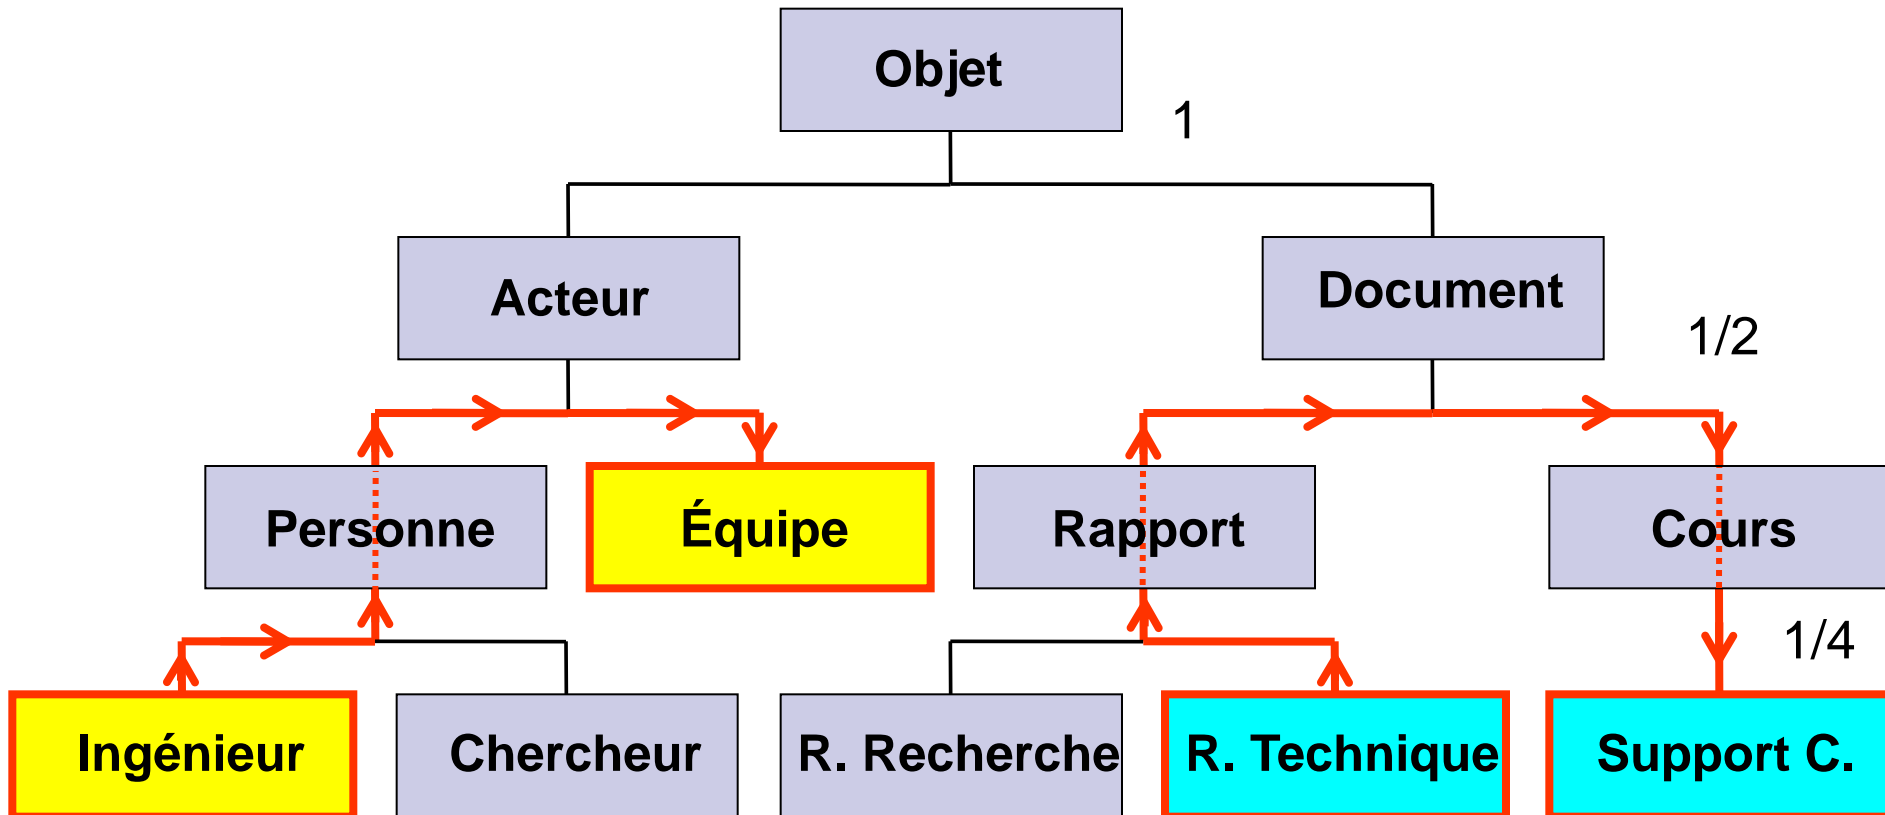 Objet
1
Acteur
Document
1/2
Personne
Équipe
Rapport
Cours
1/4
Ingénieur
Chercheur
R. Recherche
R. Technique
Support C.